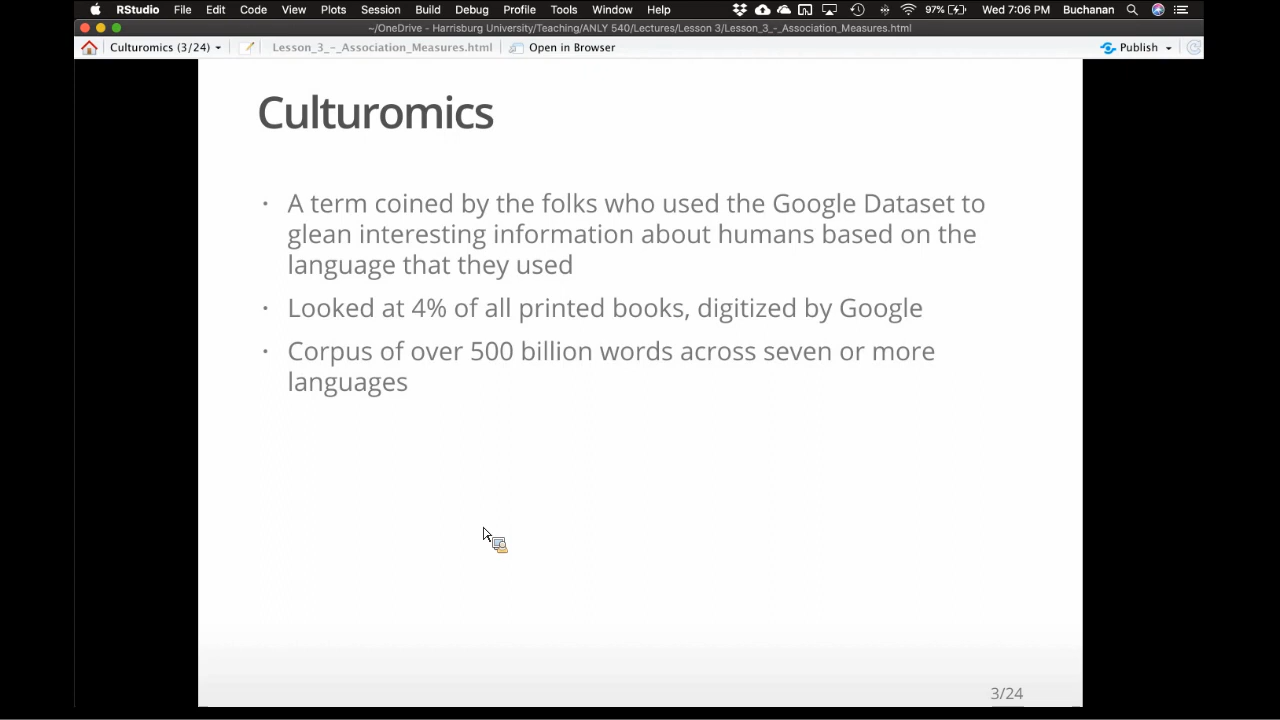 RStudio File Edit Code View Plots Session Build Debug Profile Tools Window Help 97% Wed 7:06 PM Buchanan
~/OneDrive - Harrisburg University/Teaching/ANLY 540/Lectures/Lesson 3/Lesson_3_-_Association_Measures.html
Culturomics (3/24) Lesson_3_-_Association_Measures.html Open in Browser Publish
Culturomics
• A term coined by the folks who used the Google Dataset to
glean interesting information about humans based on the
language that they used
• Looked at 4% of all printed books, digitized by Google
• Corpus of over 500 billion words across seven or more
languages
3/24